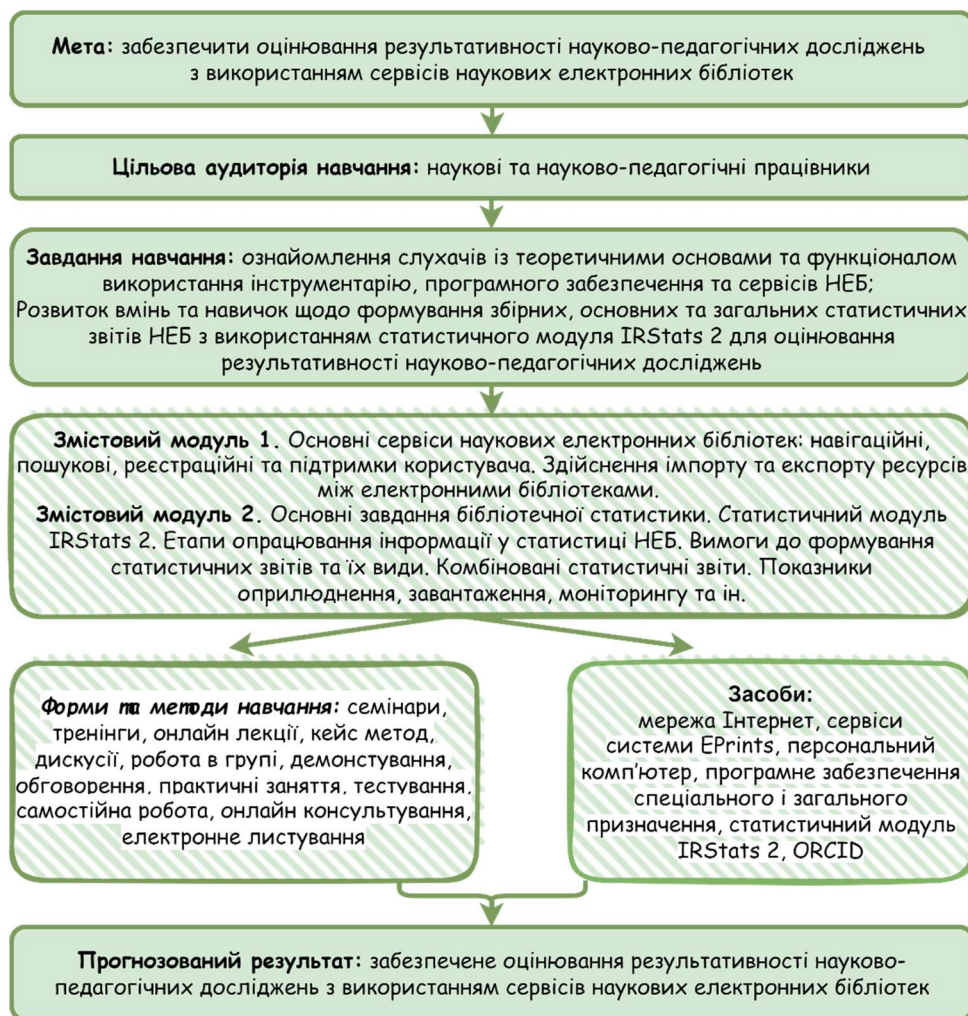 Мета: забезпечити оцінювання результативності науково-педагогічних досліджень
з використанням сервісів наукових електронних бібліотек
Цільова аудиторія навчання: наукові та науково-педагогічні працівники
Завдання навчання: ознайомлення слухачів із теоретичними основами та функціоналом
використання інструментарію, програмного забезпечення та сервісів НЕБ;
Розвиток вмінь та навичок щодо формування збірних, основних та загальних статистичних
звітів НЕБ з використанням статистичного модуля IRStats 2 для оцінювання
результативності науково-педагогічних досліджень
Змістовий модуль 1. Основні сервіси наукових електронних бібліотек: навігаційні,
пошукові, реєстраційні та підтримки користувача. Здійснення імпорту та експорту ресурсів
між електронними бібліотеками.
Змістовий модуль 2. Основні завдання бібліотечної статистики. Статистичний модуль
IRStats 2. Етапи опрацювання інформації у статистиці НЕБ. Вимоги до формування
статистичних звітів та їх види. Комбіновані статистичні звіти. Показники
оприлюднення, завантаження, моніторингу та ін.
Форми та методи навчання: семінари,
тренінги, онлайн лекції, кейс метод,
дискусії, робота в групі, демонстування,
обговорення, практичні заняття, тестування,
самостійна робота, онлайн консультування,
електронне листування
Засоби:
мережа Інтернет, сервіси
системи EPrints, персональний
комп'ютер, програмне забезпечення
спеціального і загального
призначення, статистичний модуль
IRStats 2, ORCID
Прогнозований результат: забезпечене оцінювання результативності науково-
педагогічних досліджень з використанням сервісів наукових електронних бібліотек